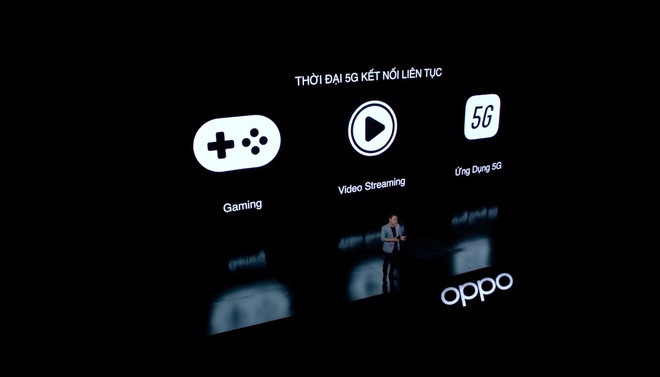 THỜI ĐẠI 5G KẾT NỐI LIÊN TỤC
5G
Gaming
Video Streaming
Ứng Dụng 5G
oppo